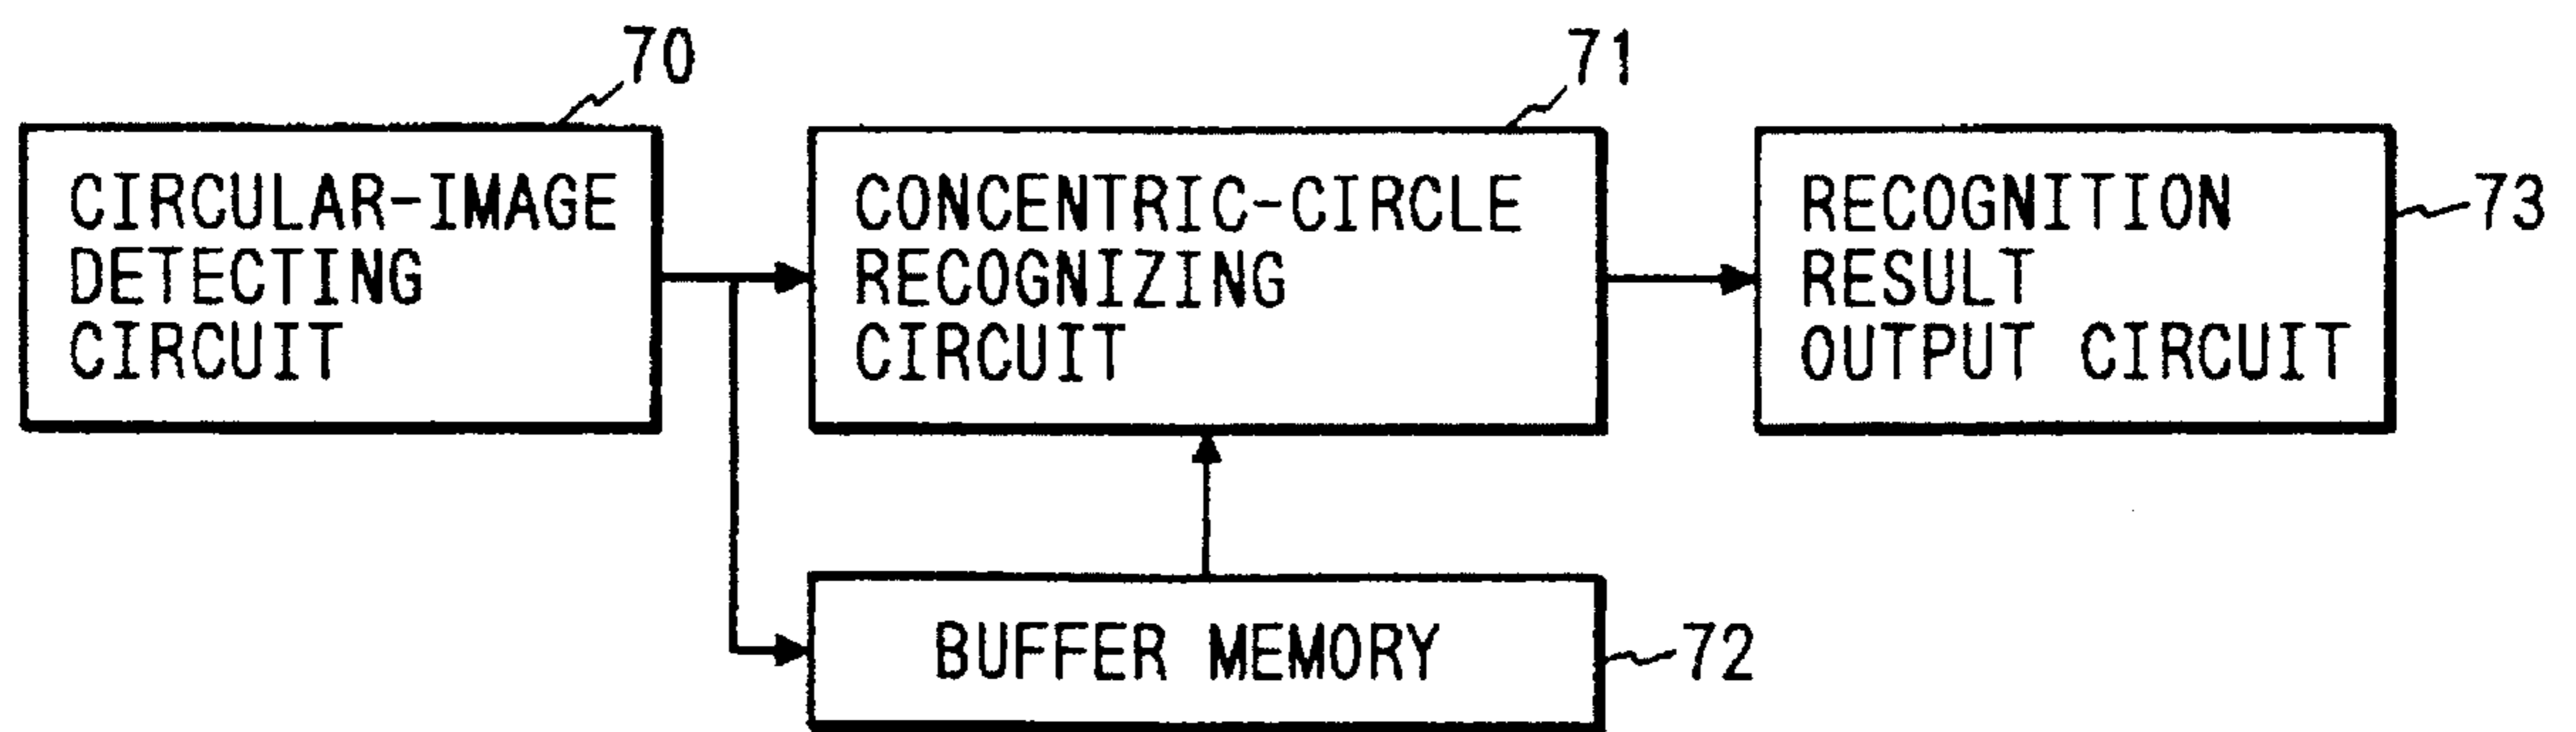 70
CIRCULAR-IMAGE
DETECTING
CIRCUIT
71
CONCENTRIC-CIRCLE
RECOGNIZING
CIRCUIT
RECOGNITION
RESULT
OUTPUT CIRCUIT
73
BUFFER MEMORY
72